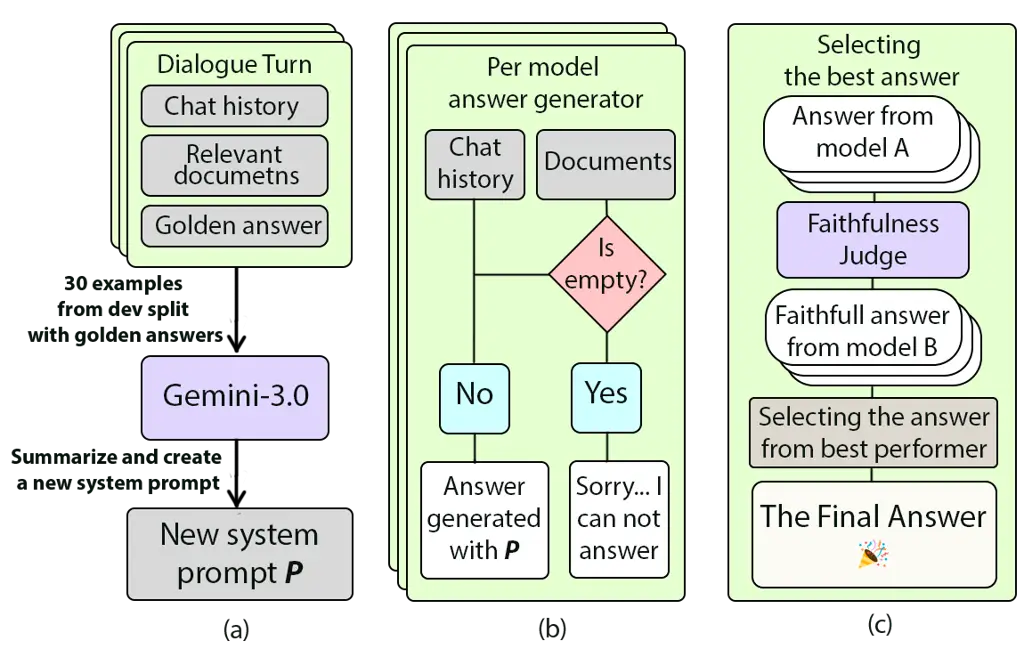 Dialogue Turn
Chat history
Relevant
documetns
Golden answer
30 examples
from dev split
with golden answers
Gemini-3.0
Summarize and create
a new system prompt
New system
prompt P
(a)
Per model
answer generator
Chat
history
Documents
Is
empty?
No
Yes
Answer
generated
with P
Sorry... I
can not
answer
(b)
Selecting
the best answer
Answer from
model A
Faithfulness
Judge
Faithfull answer
from model B
Selecting the answer
from best performer
The Final Answer
(c)